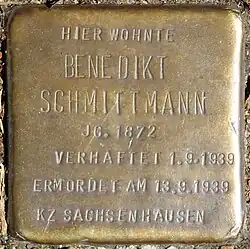 HIER WOHNTE
BENEDIKT
SCHMITTMANN
JG. 1872
VERHAFTET 1.9.1939
ERMORDET AM 13.9.1939
KZ SACHSENHAUSEN